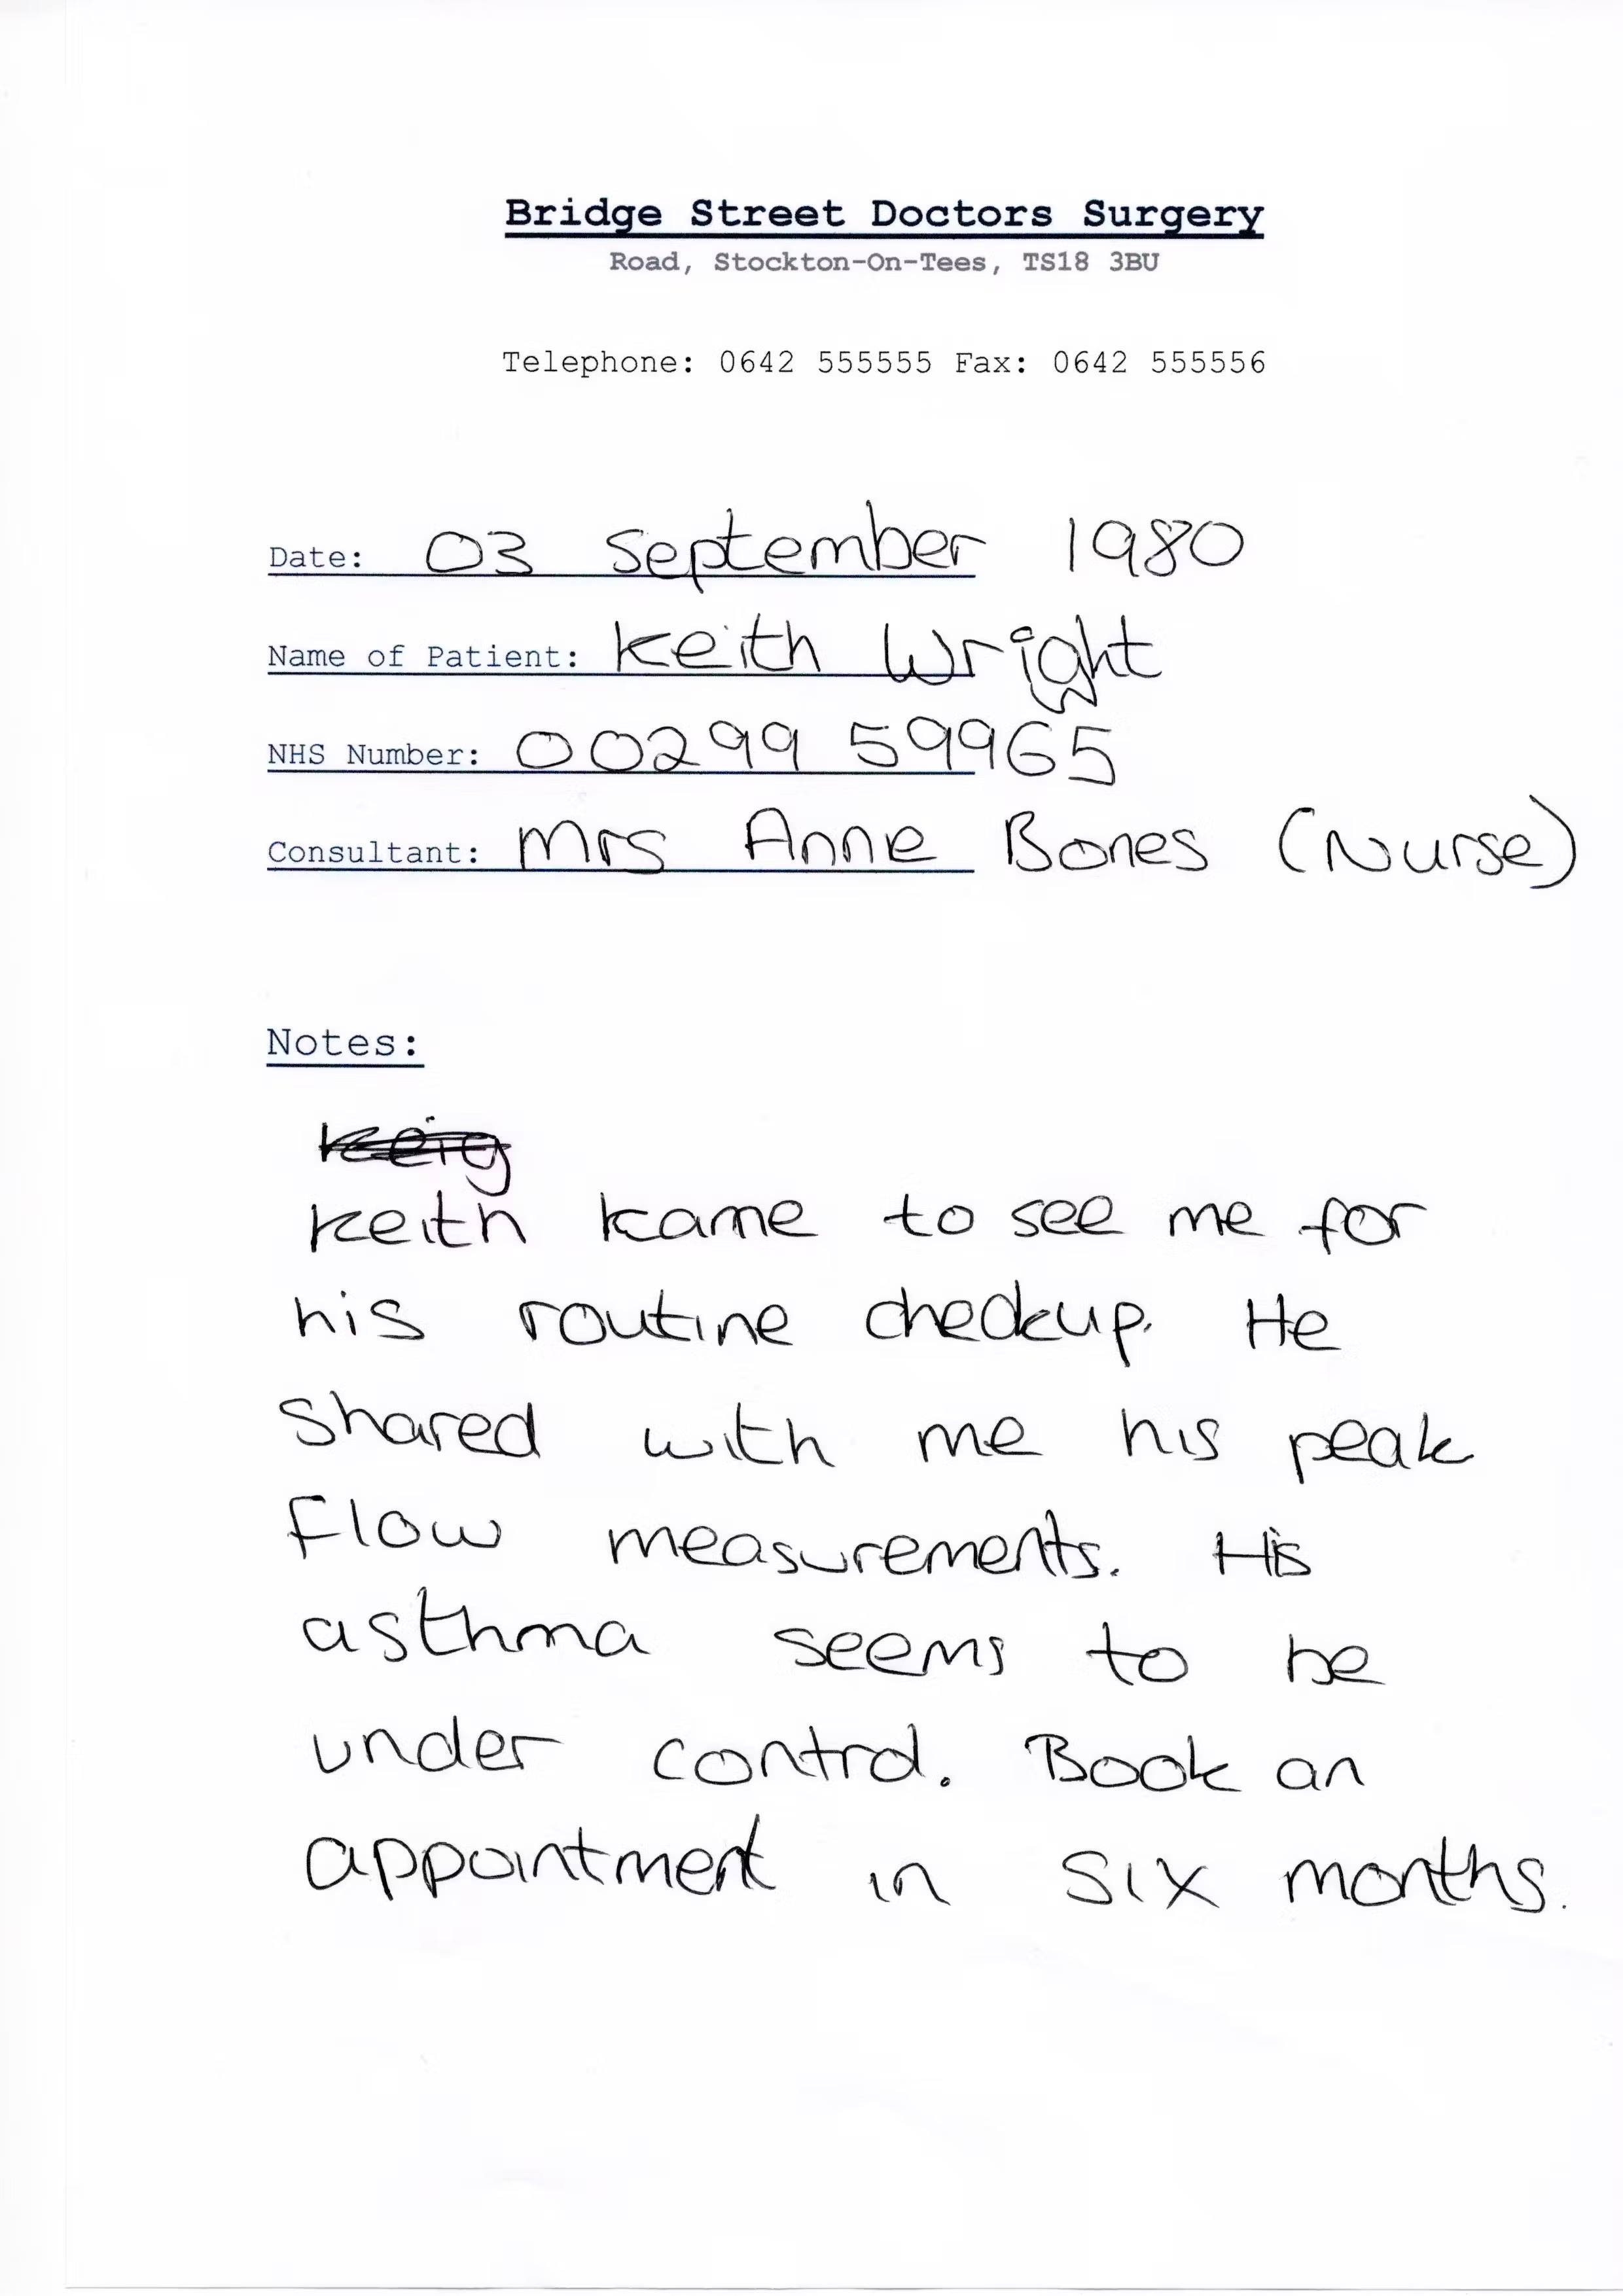 Bridge Street Doctors Surgery
Road, Stockton-On-Tees, TS18 3BU
Telephone: 0642 555555 Fax: 0642 555556
Date: 03 September 1980
Name of Patient: Keith Wright
NHS Number: 00299 59965
Consultant: Mrs Anne Bones (Nurse)
Notes:
Keith kame to see me for
his routine checkup. He
shared with me his peak
flow measurements. His
asthma seems to be
under control. Book an
appointment in six months.